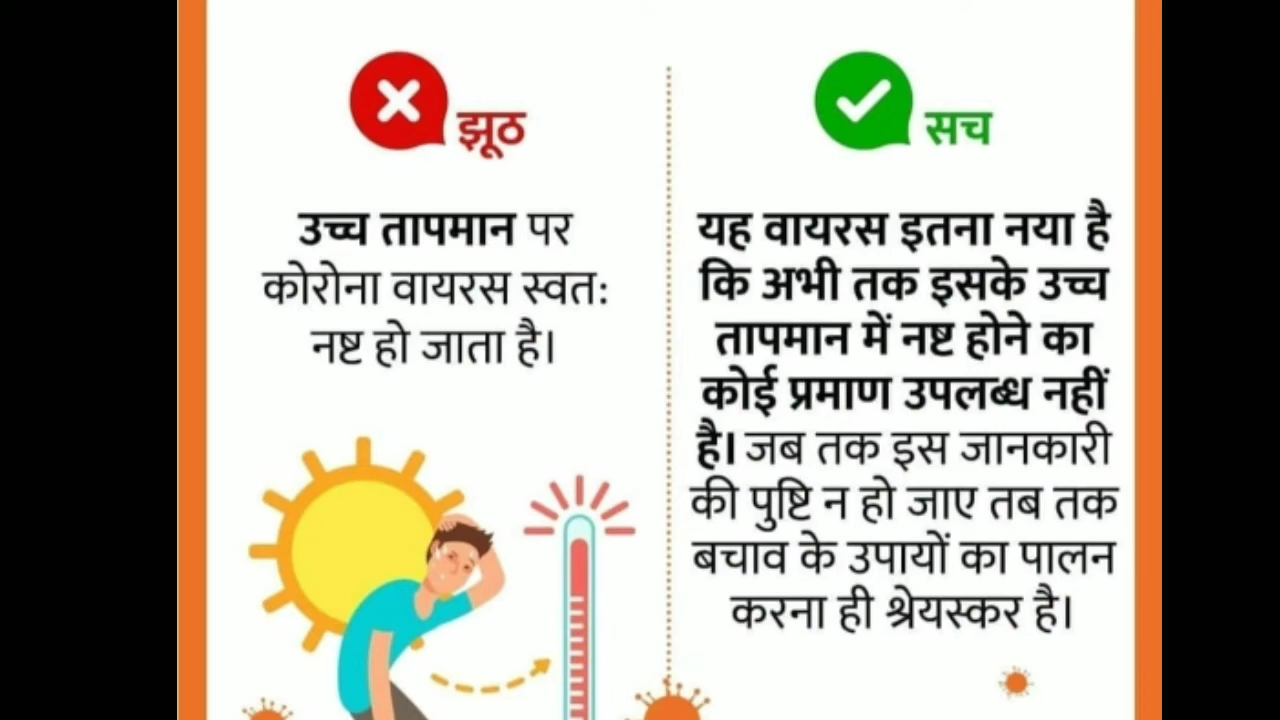 झूठ
उच्च तापमान पर
कोरोना वायरस स्वतः
नष्ट हो जाता है।
सच
यह वायरस इतना नया है
कि अभी तक इसके उच्च
तापमान में नष्ट होने का
कोई प्रमाण उपलब्ध नहीं
है। जब तक इस जानकारी
की पुष्टि न हो जाए तब तक
बचाव के उपायों का पालन
करना ही श्रेयस्कर है।